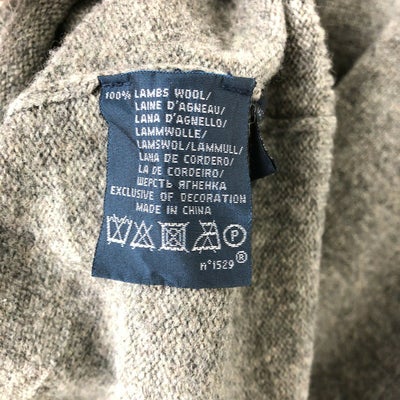 100% LAMBS WOOL/
LAINE D'AGNEAU/
LANA D'AGNELLO/
LAMMWOLLE/
LAMSWOL/LAMMULL/
LANA DE CORDERO/
LA DE CORDEIRO/
ШЕРСТЬ ЯГНЕНКА
EXCLUSIVE OF DECORATION
MADE IN CHINA
P
n°1529®